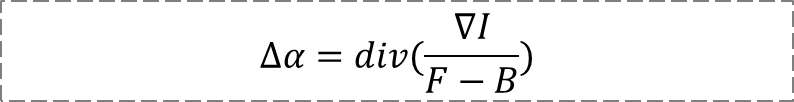 Δα = div(∇I / F − B)